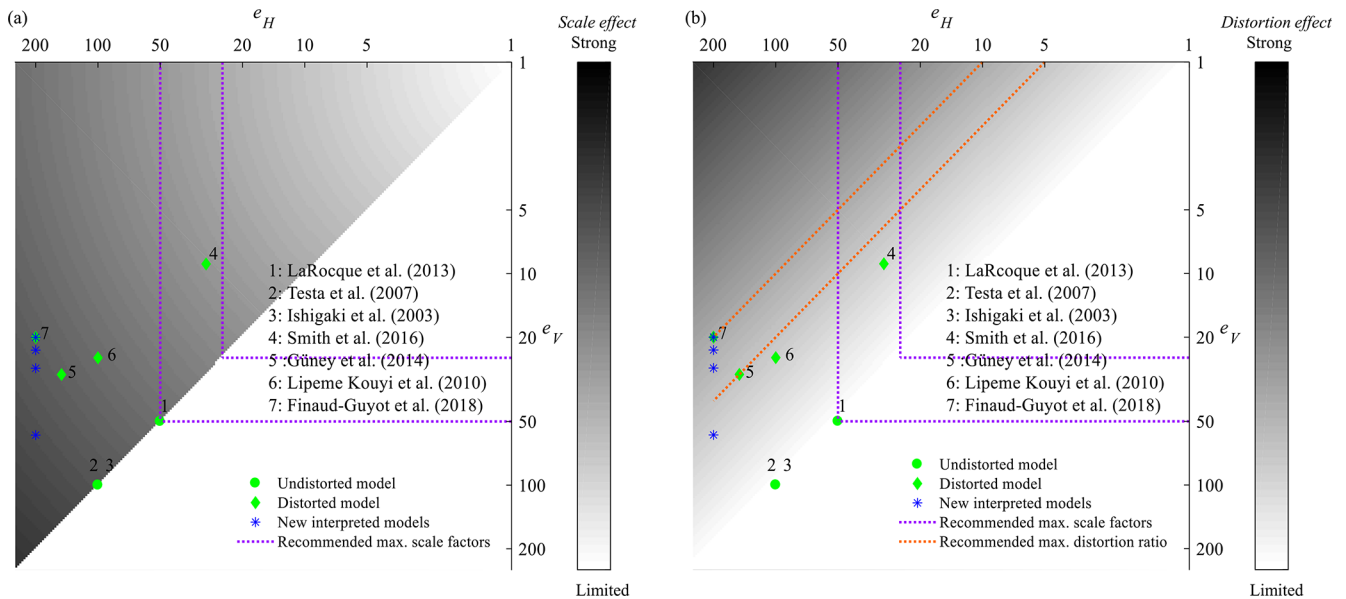 (a)
e_H
Scale effect
200 100 50 20 10 5 1
Strong
1
5
10
20
e_V
50
100
200
4
7
5
6
1
2 3
1: LaRocque et al. (2013)
2: Testa et al. (2007)
3: Ishigaki et al. (2003)
4: Smith et al. (2016)
5 :Güney et al. (2014)
6: Lipeme Kouyi et al. (2010)
7: Finaud-Guyot et al. (2018)
Undistorted model
Distorted model
New interpreted models
Recommended max. scale factors
Limited
(b)
e_H
Distortion effect
200 100 50 20 10 5 1
Strong
1
5
10
20
e_V
50
100
200
4
7
5
6
1
2 3
1: LaRcoque et al. (2013)
2: Testa et al. (2007)
3: Ishigaki et al. (2003)
4: Smith et al. (2016)
5 :Güney et al. (2014)
6: Lipeme Kouyi et al. (2010)
7: Finaud-Guyot et al. (2018)
Undistorted model
Distorted model
New interpreted models
Recommended max. scale factors
Recommended max. distortion ratio
Limited